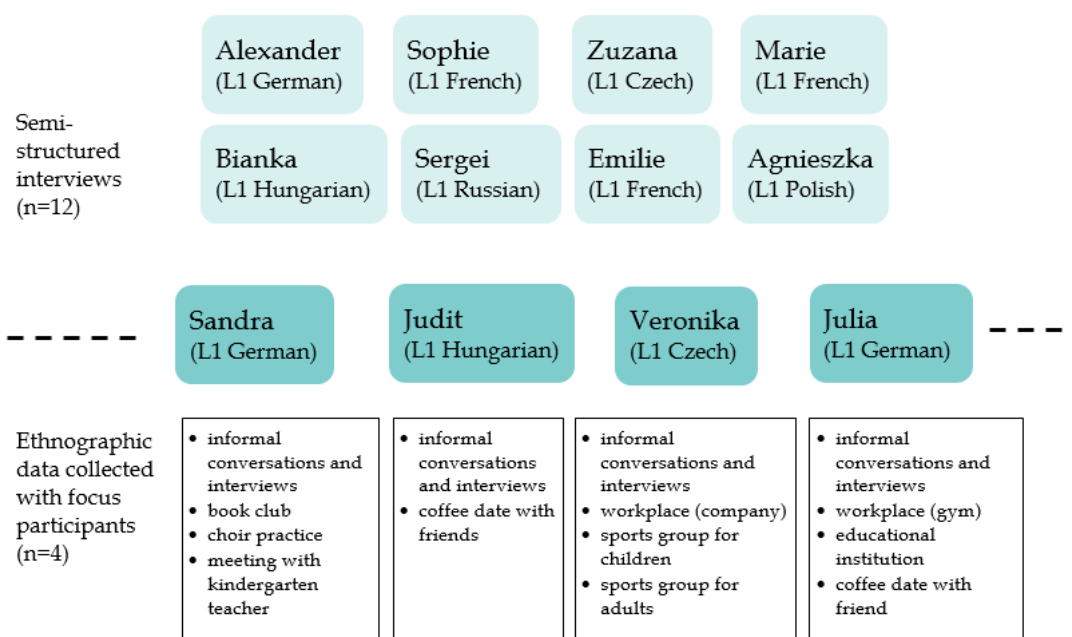 Alexander
(L1 German)
Sophie
(L1 French)
Zuzana
(L1 Czech)
Marie
(L1 French)
Semi-
structured
interviews
(n=12)
Bianka
(L1 Hungarian)
Sergei
(L1 Russian)
Emilie
(L1 French)
Agnieszka
(L1 Polish)
Sandra
(L1 German)
Judit
(L1 Hungarian)
Veronika
(L1 Czech)
Julia
(L1 German)
Ethnographic
data collected
with focus
participants
(n=4)
• informal
conversations and
interviews
• book club
• choir practice
• meeting with
kindergarten
teacher
• informal
conversations
and interviews
• coffee date with
friends
• informal
conversations and
interviews
• workplace (company)
• sports group for
children
• sports group for
adults
• informal
conversations and
interviews
• workplace (gym)
• educational
institution
• coffee date with
friend